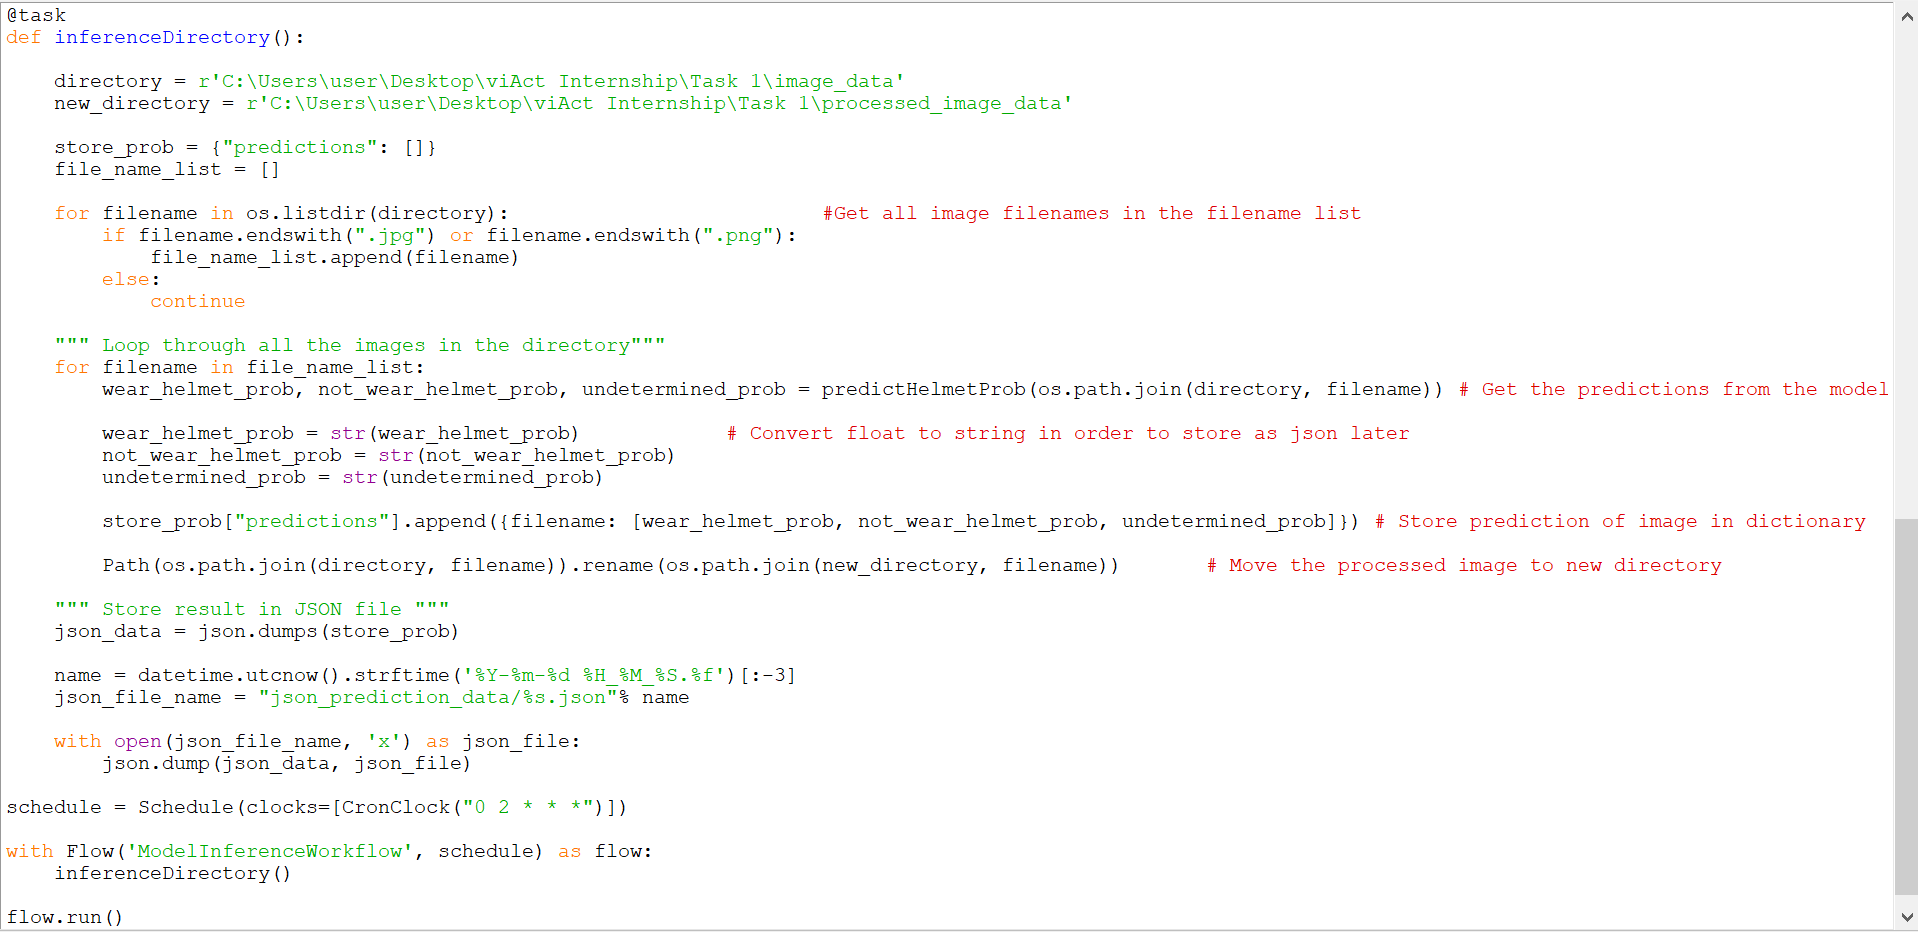 @task
def inferenceDirectory():
    directory = r'C:\Users\user\Desktop\viAct Internship\Task 1\image_data'
    new_directory = r'C:\Users\user\Desktop\viAct Internship\Task 1\processed_image_data'
    store_prob = {"predictions": []}
    file_name_list = []
    for filename in os.listdir(directory):                          #Get all image filenames in the filename list
        if filename.endswith(".jpg") or filename.endswith(".png"):
            file_name_list.append(filename)
        else:
            continue
    """ Loop through all the images in the directory"""
    for filename in file_name_list:
        wear_helmet_prob, not_wear_helmet_prob, undetermined_prob = predictHelmetProb(os.path.join(directory, filename)) # Get the predictions from the model
        wear_helmet_prob = str(wear_helmet_prob)            # Convert float to string in order to store as json later
        not_wear_helmet_prob = str(not_wear_helmet_prob)
        undetermined_prob = str(undetermined_prob)
        store_prob["predictions"].append({filename: [wear_helmet_prob, not_wear_helmet_prob, undetermined_prob]}) # Store prediction of image in dictionary
        Path(os.path.join(directory, filename)).rename(os.path.join(new_directory, filename))       # Move the processed image to new directory
    """ Store result in JSON file """
    json_data = json.dumps(store_prob)
    name = datetime.utcnow().strftime('%Y-%m-%d %H_%M_%S.%f')[:-3]
    json_file_name = "json_prediction_data/%s.json"% name
    with open(json_file_name, 'x') as json_file:
        json.dump(json_data, json_file)
schedule = Schedule(clocks=[CronClock("0 2 * * *")])
with Flow('ModelInferenceWorkflow', schedule) as flow:
    inferenceDirectory()
flow.run()